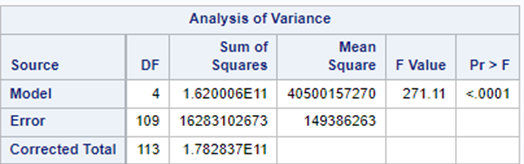 Analysis of Variance
Source DF Sum of Squares Mean Square F Value Pr > F
Model 4 1.620006E11 40500157270 271.11 <.0001
Error 109 16283102673 149386263
Corrected Total 113 1.782837E11